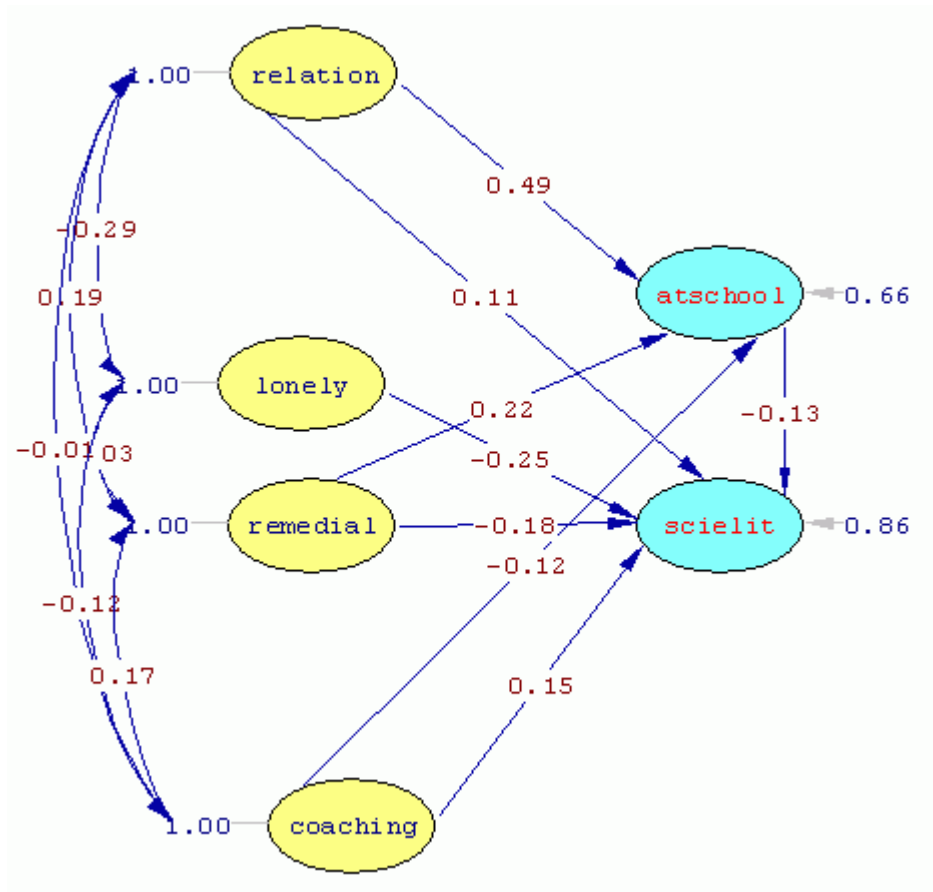 1.00 relation
0.49
-0.29
0.19
0.11
atschool 0.66
1.00 lonely
0.22
-0.13
-0.01
03
-0.25
1.00 remedial
-0.18
scielit 0.86
-0.12
-0.12
0.17
0.15
1.00 coaching